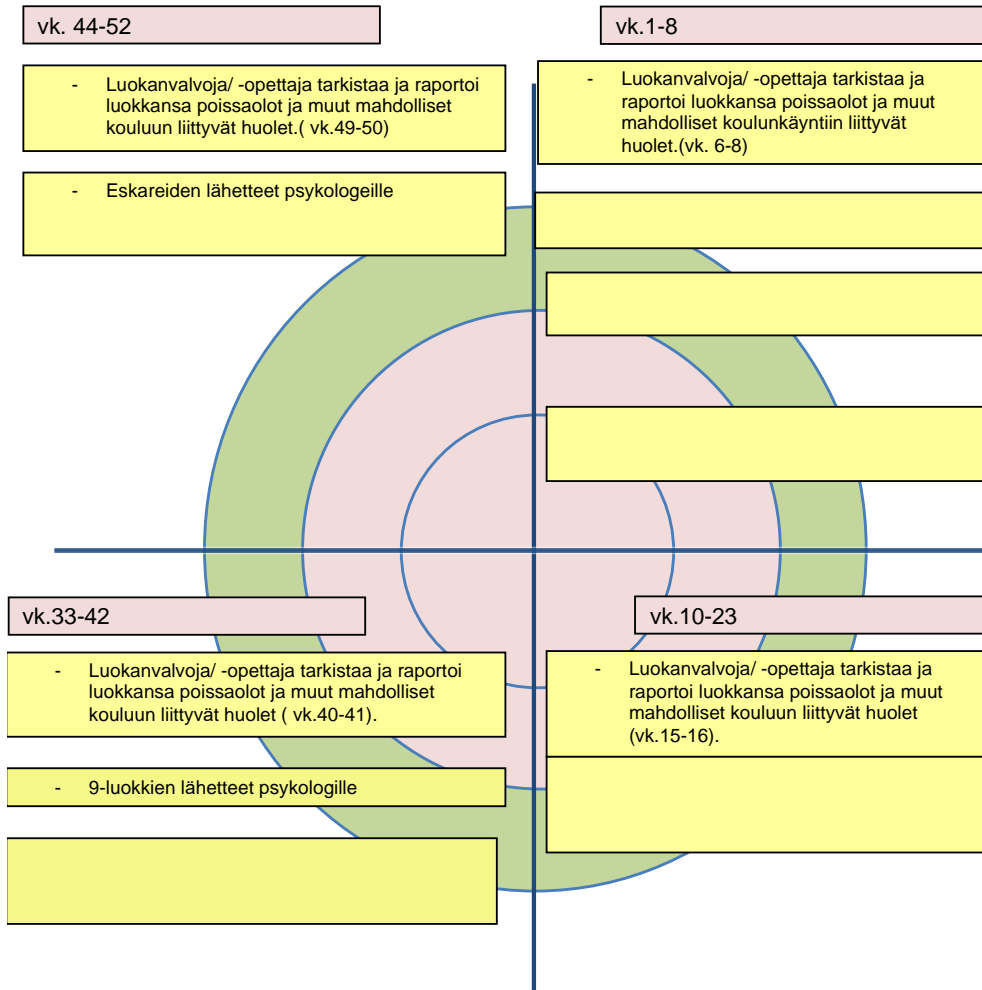 vk. 44-52
- Luokanvalvoja/ -opettaja tarkistaa ja raportoi
luokkansa poissaolot ja muut mahdolliset
kouluun liittyvät huolet.( vk.49-50)
- Eskareiden lähetteet psykologeille
vk.1-8
- Luokanvalvoja/ -opettaja tarkistaa ja
raportoi luokkansa poissaolot ja muut
mahdolliset koulunkäyntiin liittyvät
huolet.(vk. 6-8)
vk.33-42
- Luokanvalvoja/ -opettaja tarkistaa ja raportoi
luokkansa poissaolot ja muut mahdolliset
kouluun liittyvät huolet ( vk.40-41).
- 9-luokkien lähetteet psykologille
vk.10-23
- Luokanvalvoja/ -opettaja tarkistaa ja
raportoi luokkansa poissaolot ja muut
mahdolliset kouluun liittyvät huolet
(vk.15-16).